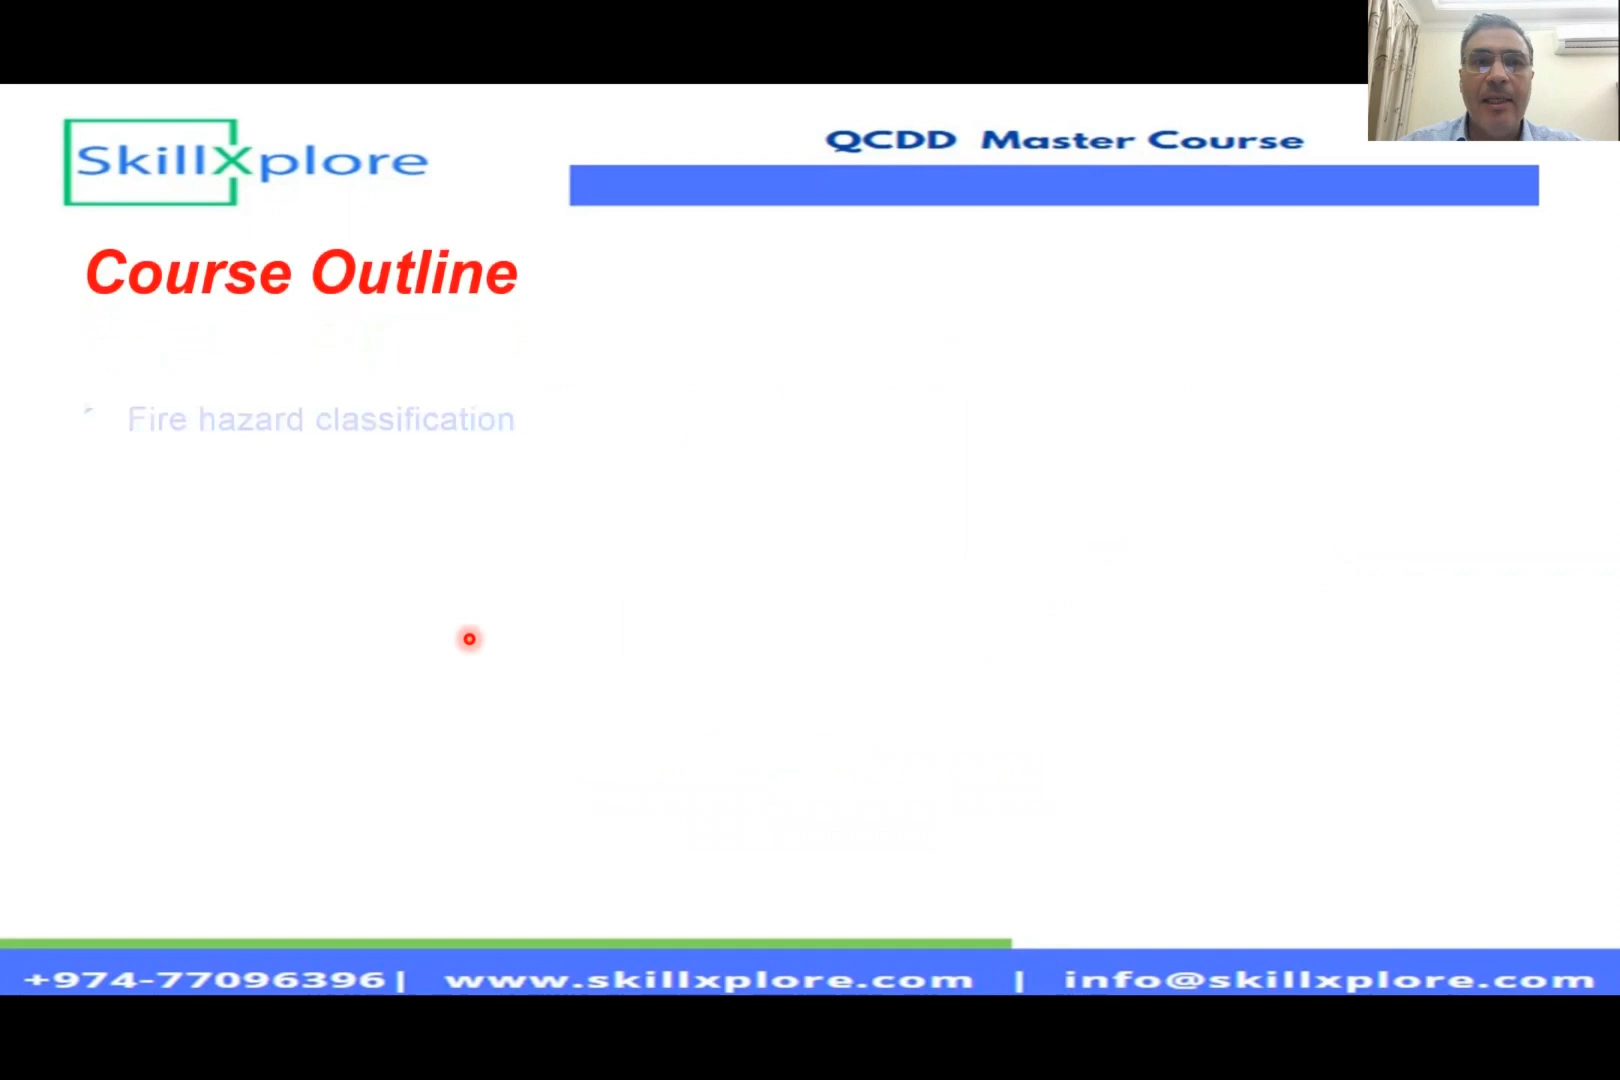 SkillXplore
QCDD Master Course
Course Outline
Fire hazard classification
+974-77096396| www.skillxplore.com | info@skillxplore.com